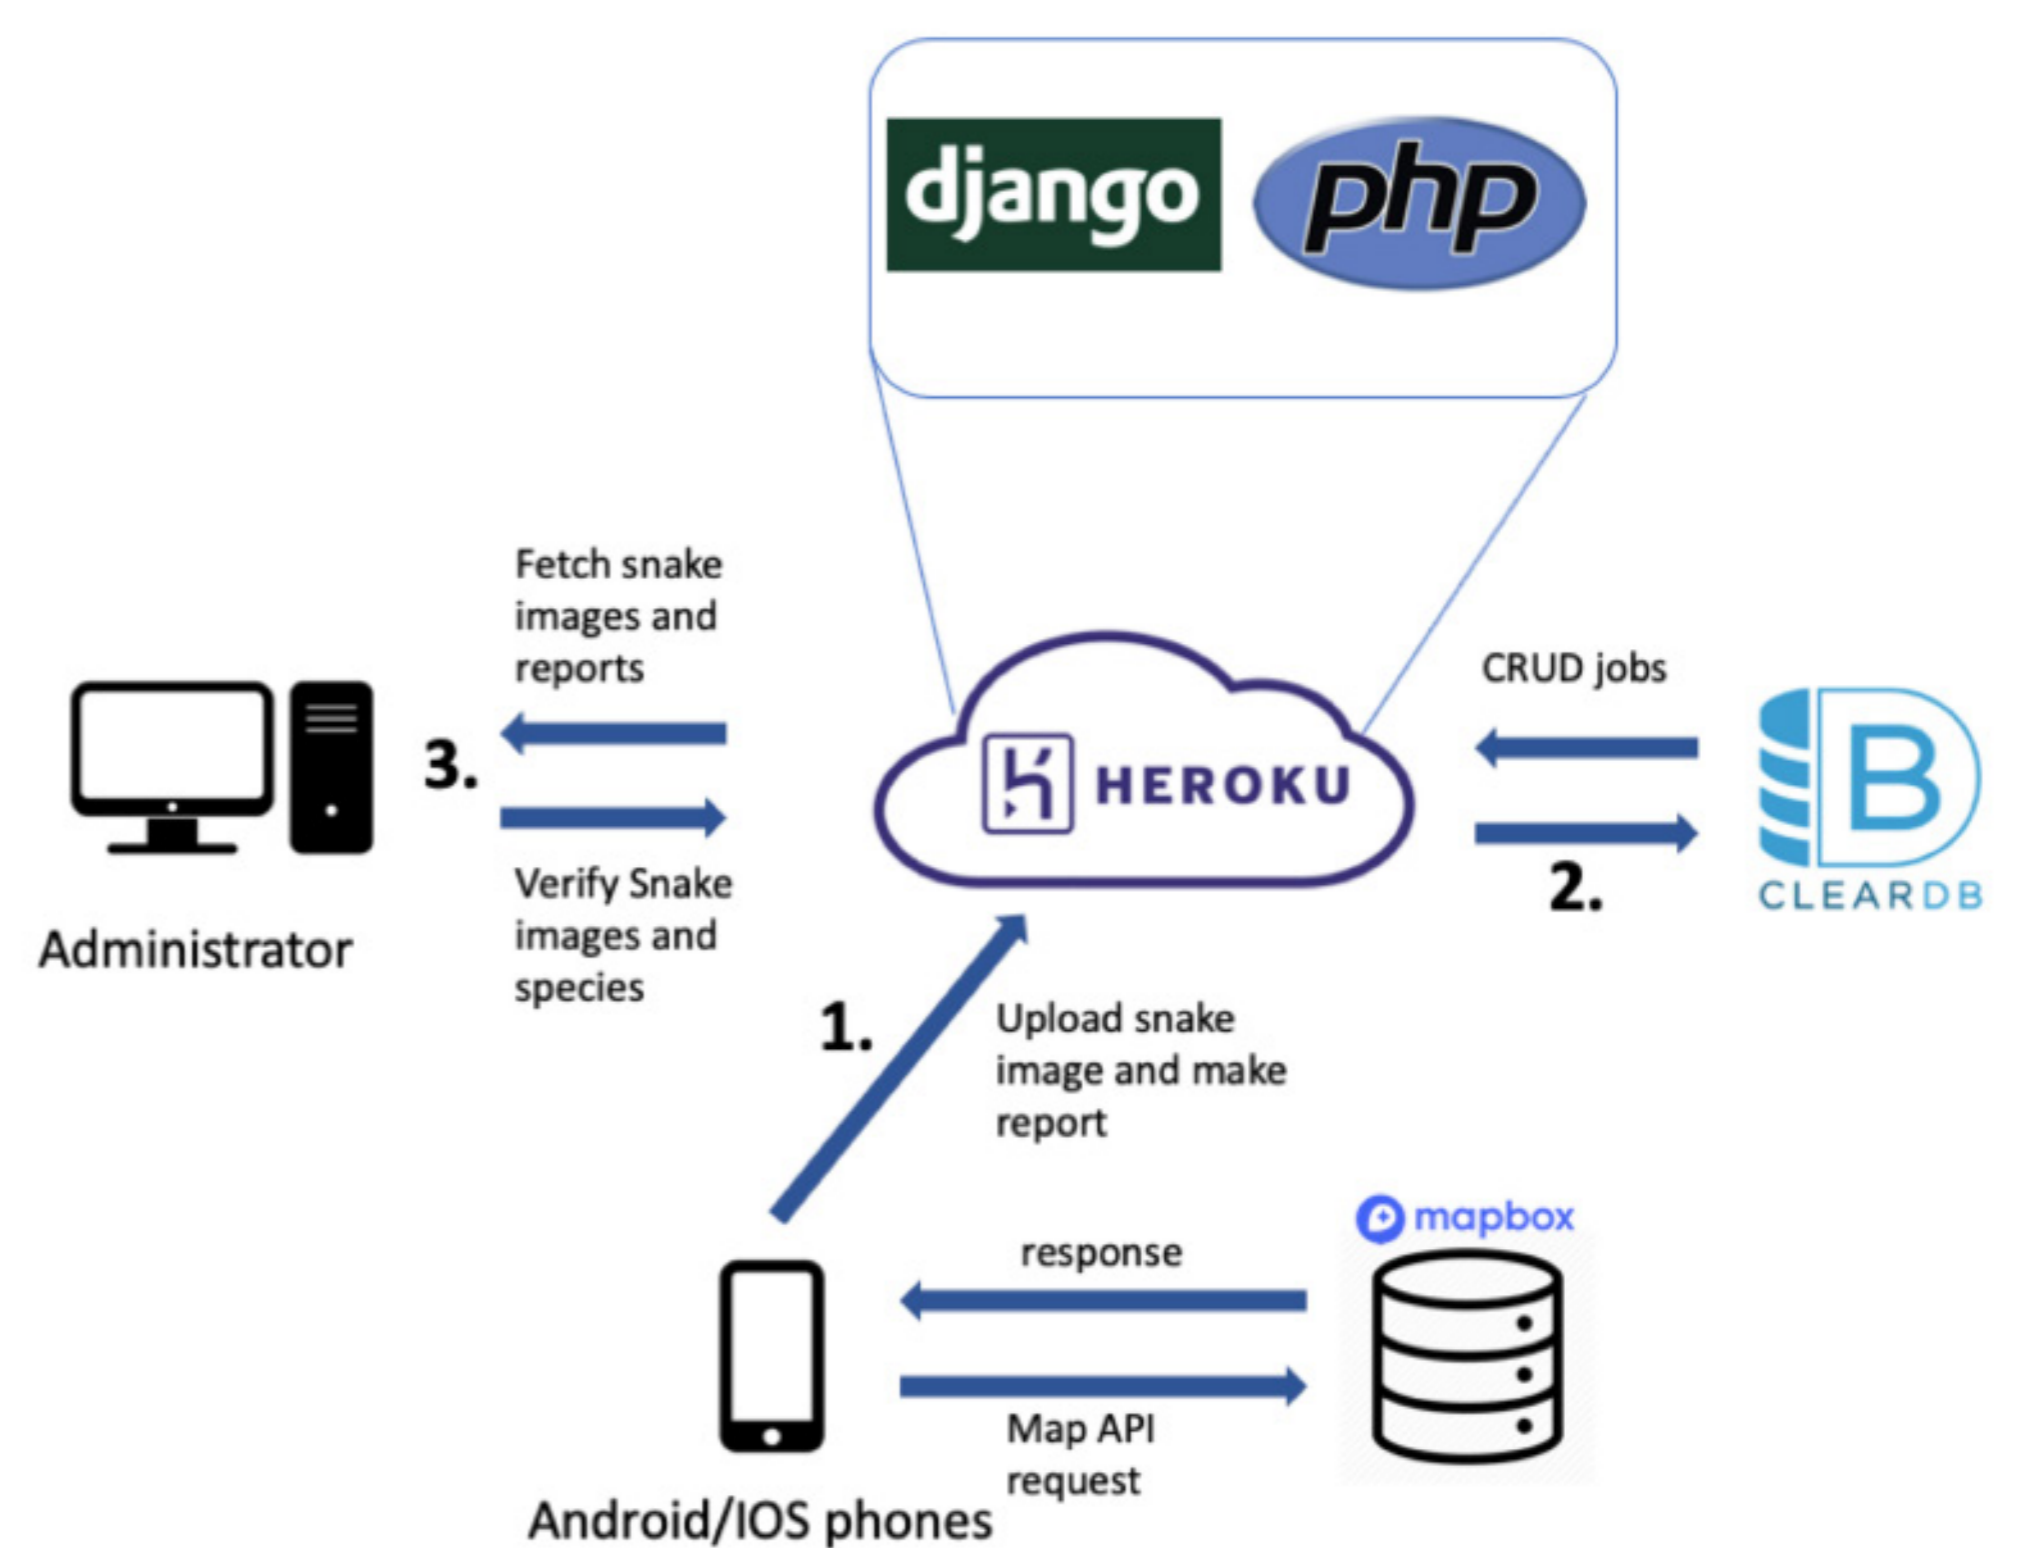 django
php
Fetch snake
images and
reports
CRUD jobs
3.
HEROKU
B
2.
CLEARDB
Verify Snake
images and
species
Administrator
1.
Upload snake
image and make
report
mapbox
response
Map API
request
Android/IOS phones